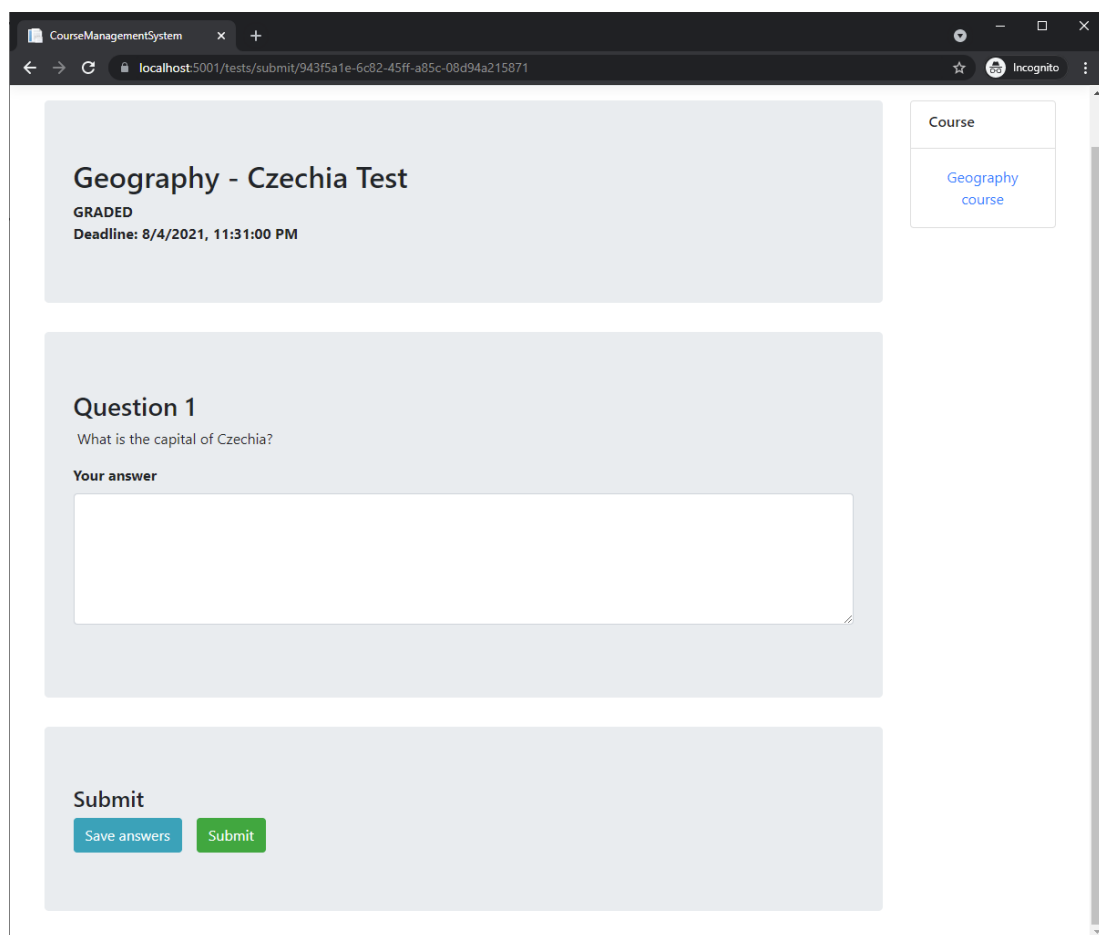 CourseManagementSystem
localhost:5001/tests/submit/943f5a1e-6c82-45ff-a85c-08d94a215871
Incognito
Geography - Czechia Test
GRADED
Deadline: 8/4/2021, 11:31:00 PM
Course
Geography
course
Question 1
What is the capital of Czechia?
Your answer
Submit
Save answers
Submit